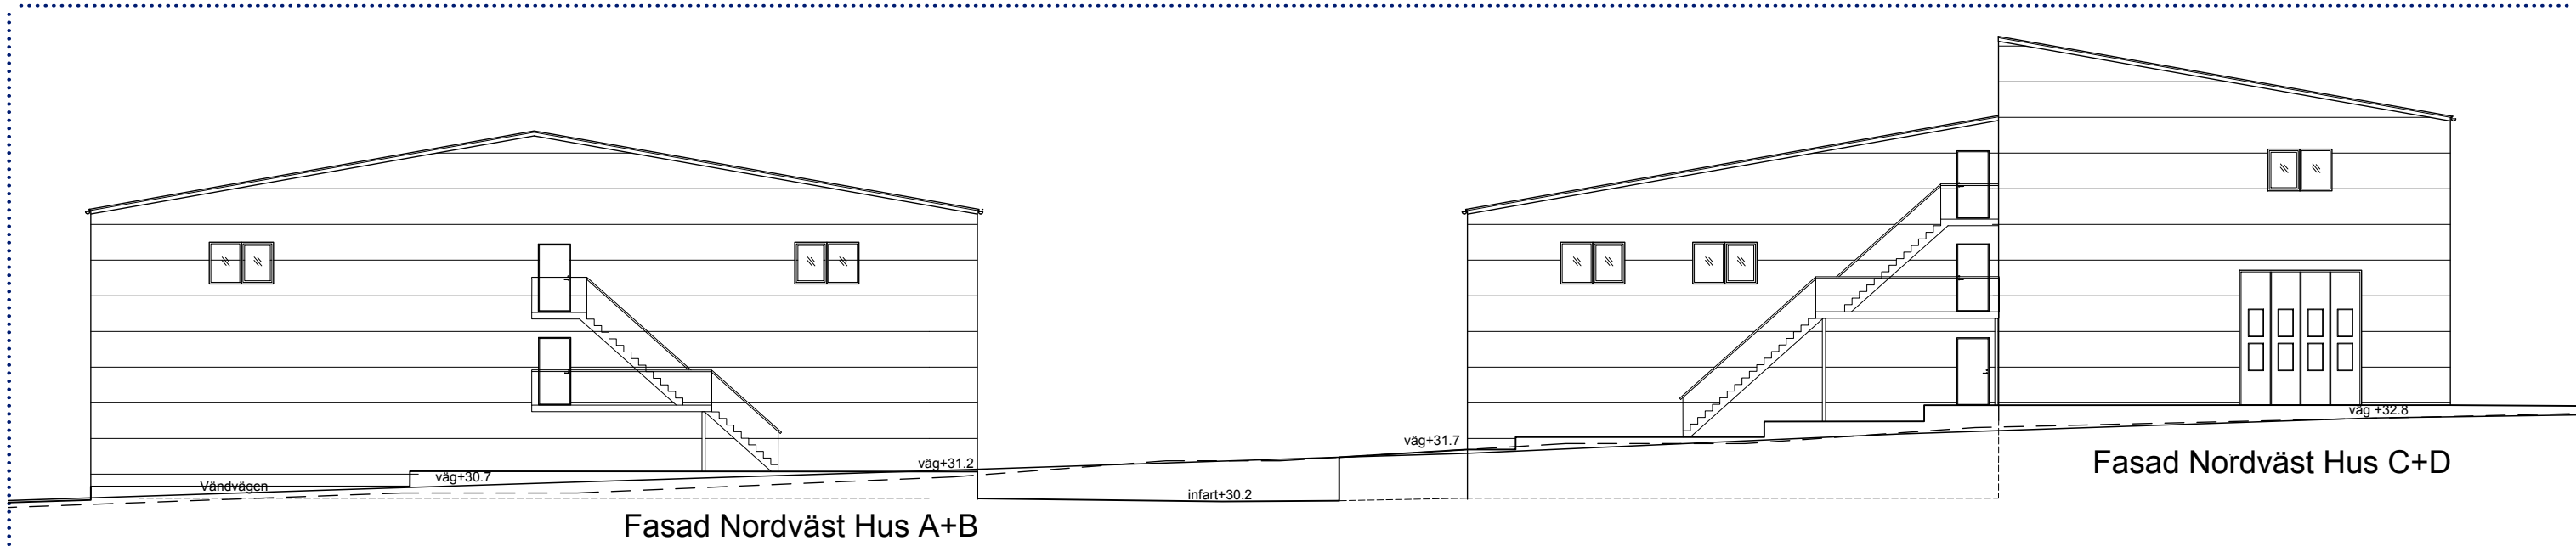 väg +32.8
väg+31.7
Fasad Nordväst Hus C+D
väg+31.2
väg+30.7
Vändvägen
infart+30.2
Fasad Nordväst Hus A+B